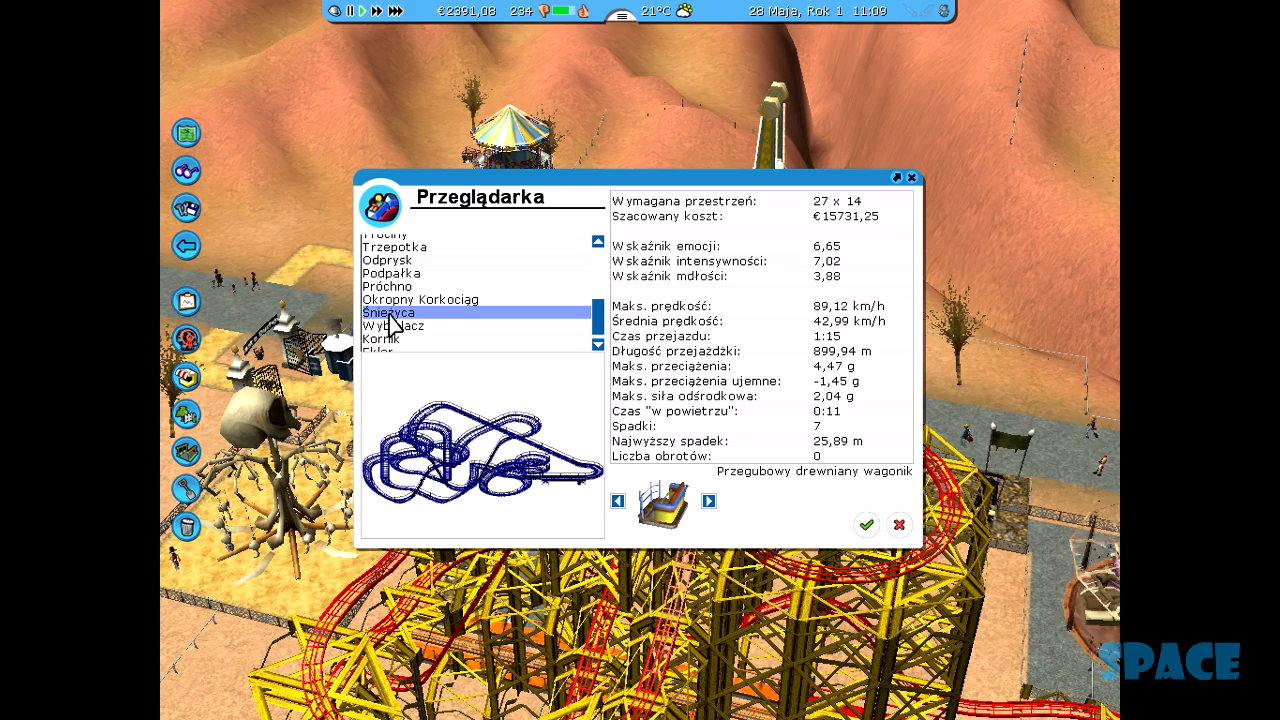 €2391,08 234 21°C 28 Maja, Rok 1 11:09
Przeglądarka
Trociny
Trzepotka
Odprysk
Podpałka
Próchno
Okropny Korkociąg
Śnieżyca
Kornik
Wymagana przestrzeń: 27 x 14
Szacowany koszt: €15731,25
Wskaźnik emocji: 6,65
Wskaźnik intensywności: 7,02
Wskaźnik mdłości: 3,88
Maks. prędkość: 89,12 km/h
Średnia prędkość: 42,99 km/h
Czas przejazdu: 1:15
Długość przejażdżki: 899,94 m
Maks. przeciążenia: 4,47 g
Maks. przeciążenia ujemne: -1,45 g
Maks. siła odśrodkowa: 2,04 g
Czas "w powietrzu": 0:11
Spadki: 7
Najwyższy spadek: 25,89 m
Liczba obrotów: 0
Przegubowy drewniany wagonik
SPACE